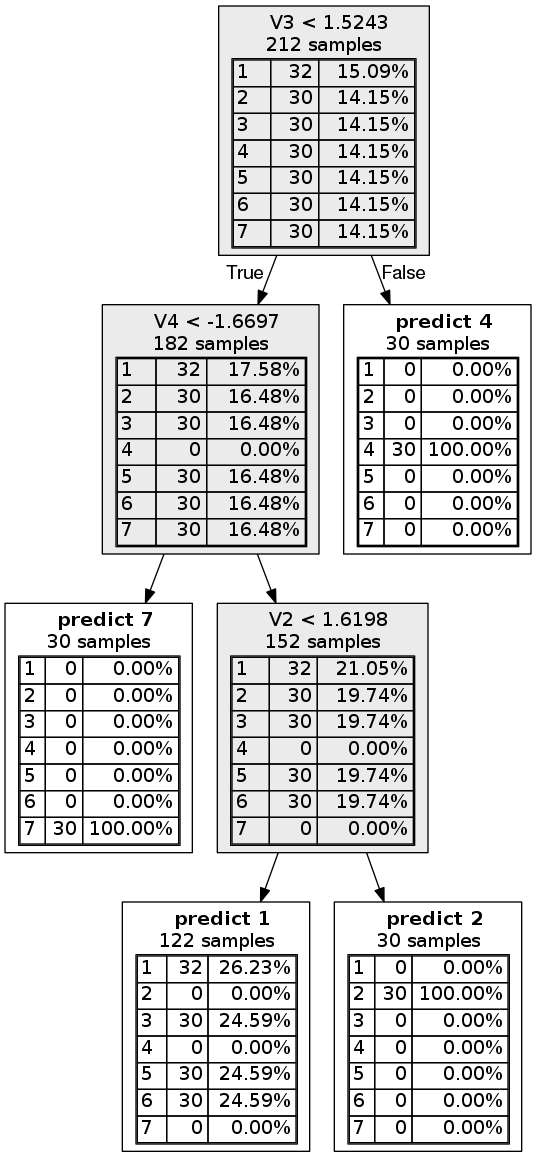 V3 < 1.5243
212 samples
1 32 15.09%
2 30 14.15%
3 30 14.15%
4 30 14.15%
5 30 14.15%
6 30 14.15%
7 30 14.15%
True
False
V4 < -1.6697
182 samples
1 32 17.58%
2 30 16.48%
3 30 16.48%
4 0 0.00%
5 30 16.48%
6 30 16.48%
7 30 16.48%
predict 4
30 samples
1 0 0.00%
2 0 0.00%
3 0 0.00%
4 30 100.00%
5 0 0.00%
6 0 0.00%
7 0 0.00%
predict 7
30 samples
1 0 0.00%
2 0 0.00%
3 0 0.00%
4 0 0.00%
5 0 0.00%
6 0 0.00%
7 30 100.00%
V2 < 1.6198
152 samples
1 32 21.05%
2 30 19.74%
3 30 19.74%
4 0 0.00%
5 30 19.74%
6 30 19.74%
7 0 0.00%
predict 1
122 samples
1 32 26.23%
2 0 0.00%
3 30 24.59%
4 0 0.00%
5 30 24.59%
6 30 24.59%
7 0 0.00%
predict 2
30 samples
1 0 0.00%
2 30 100.00%
3 0 0.00%
4 0 0.00%
5 0 0.00%
6 0 0.00%
7 0 0.00%